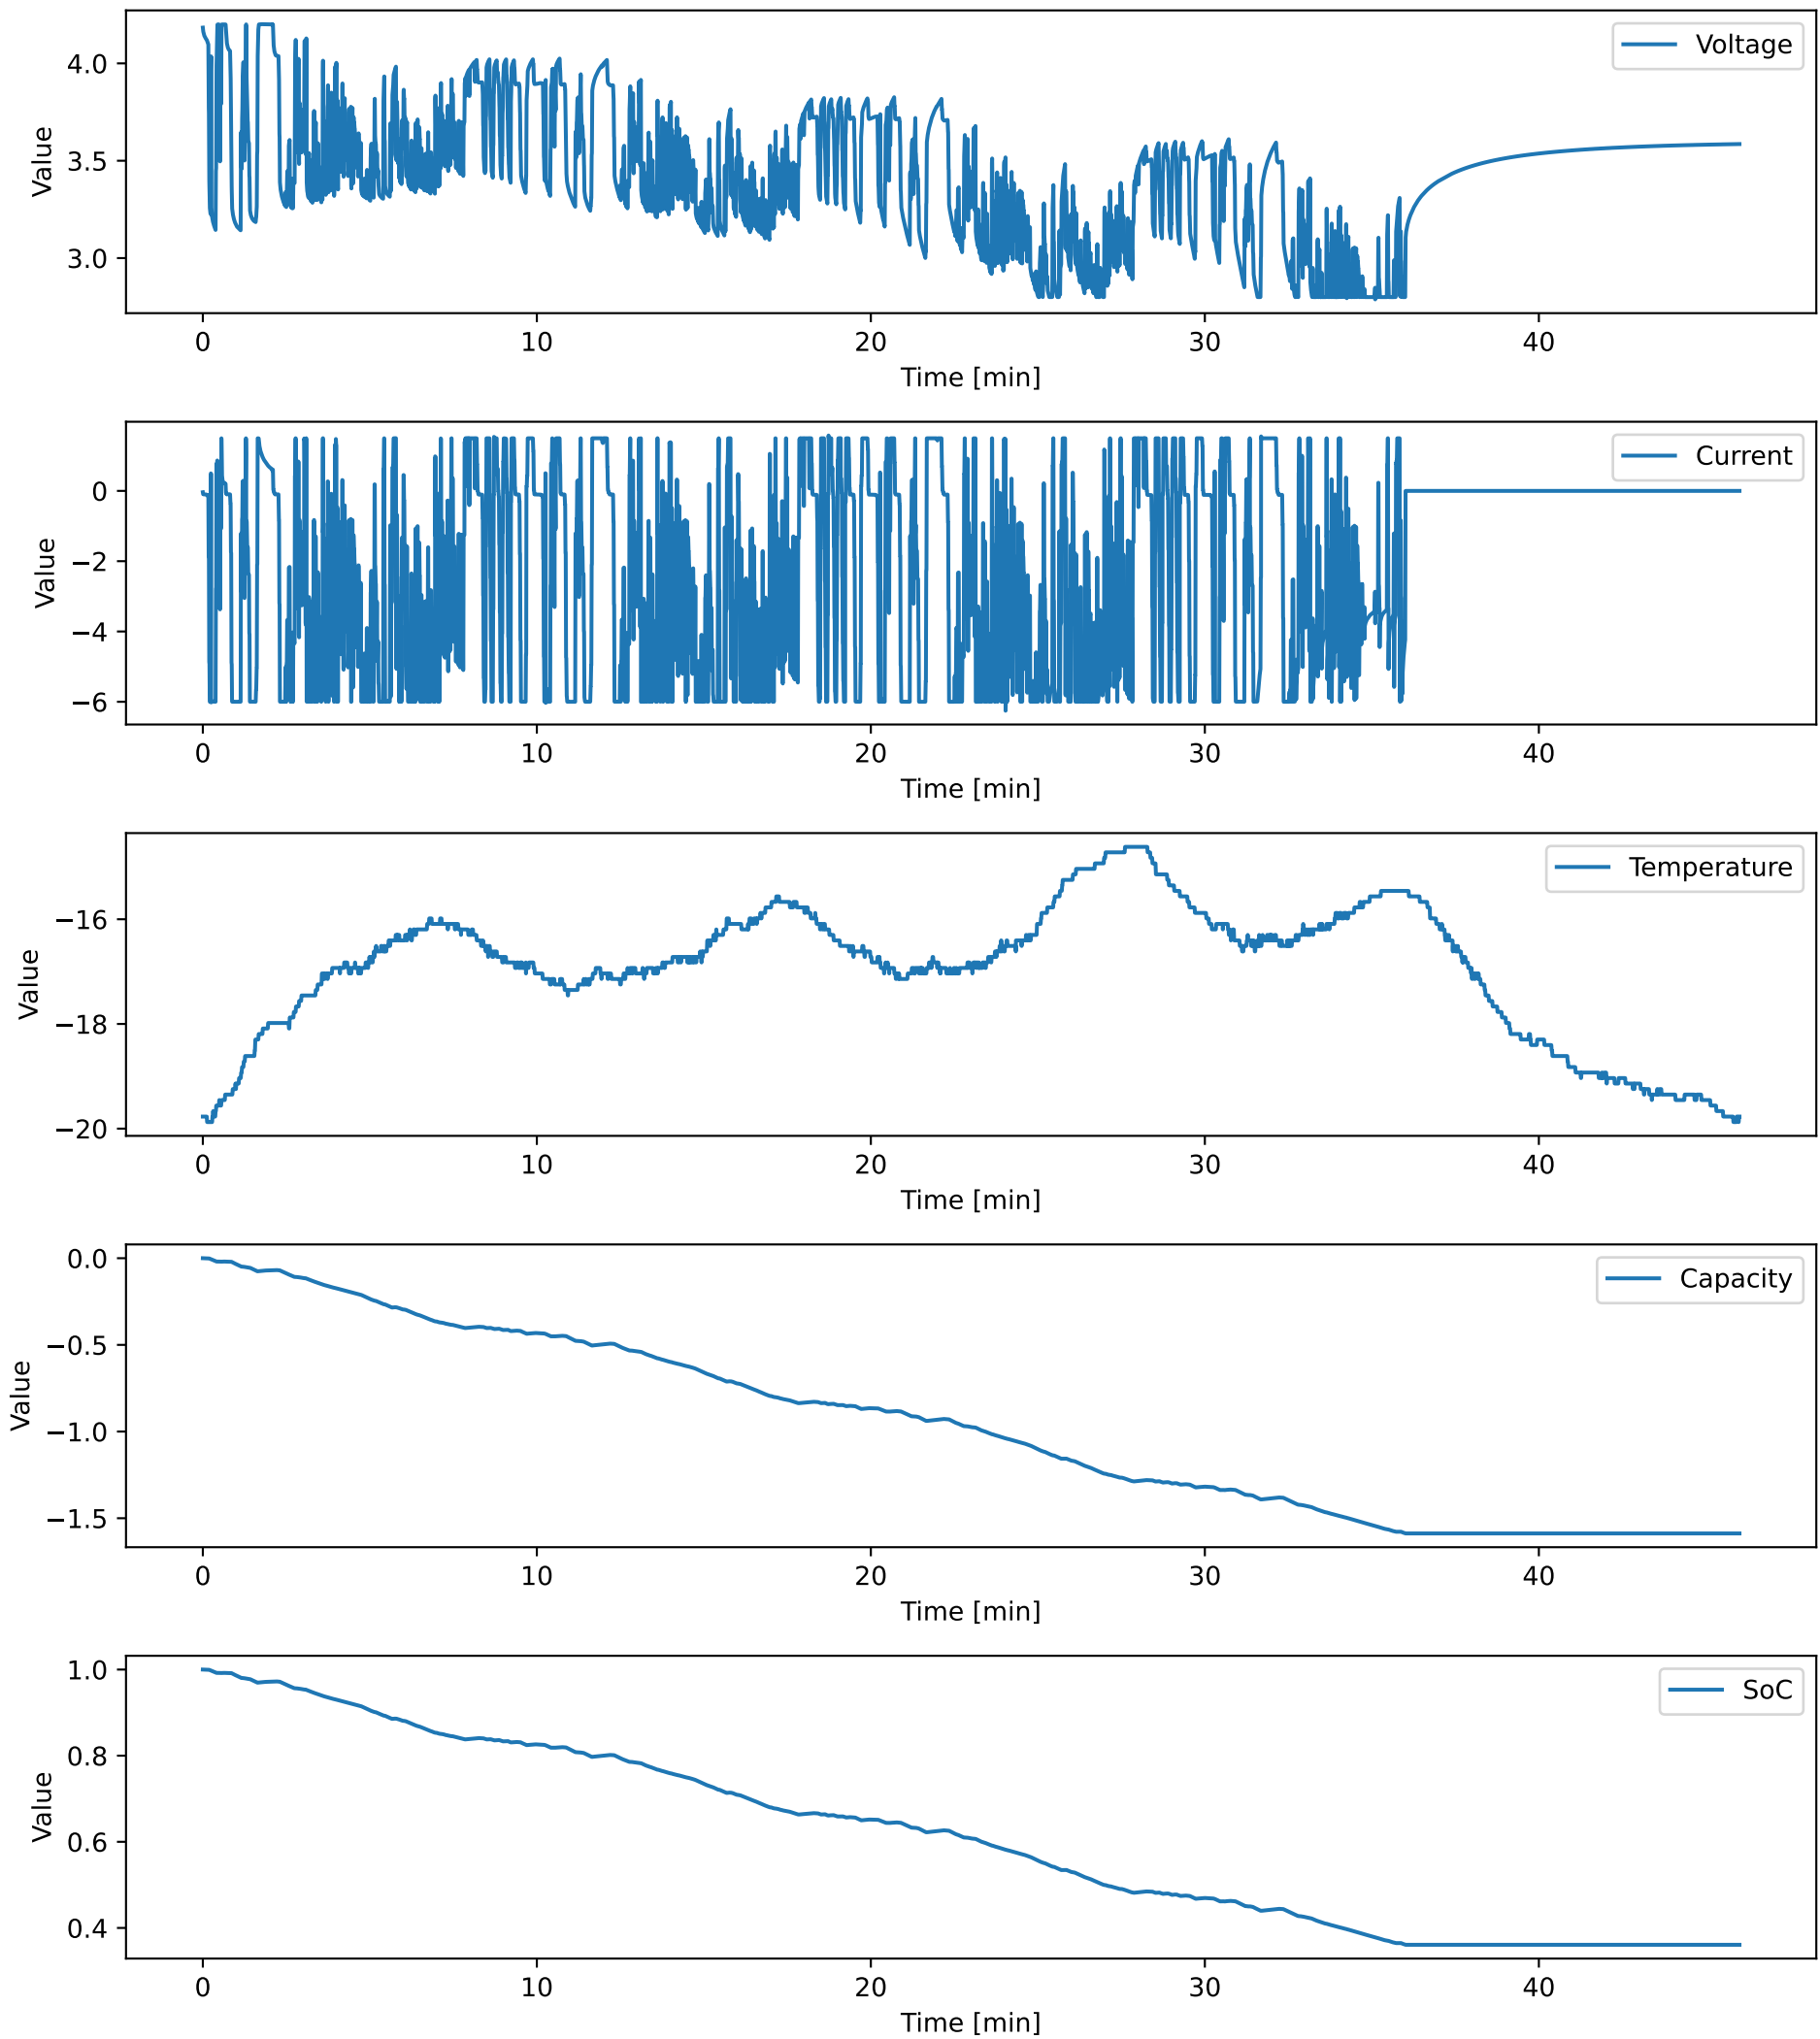 Voltage
4.0
3.5
3.0
Value
0 10 20 30 40
Time [min]
Current
0
−2
−4
−6
Value
0 10 20 30 40
Time [min]
Temperature
−16
−18
−20
Value
0 10 20 30 40
Time [min]
Capacity
0.0
−0.5
−1.0
−1.5
Value
0 10 20 30 40
Time [min]
SoC
1.0
0.8
0.6
0.4
Value
0 10 20 30 40
Time [min]